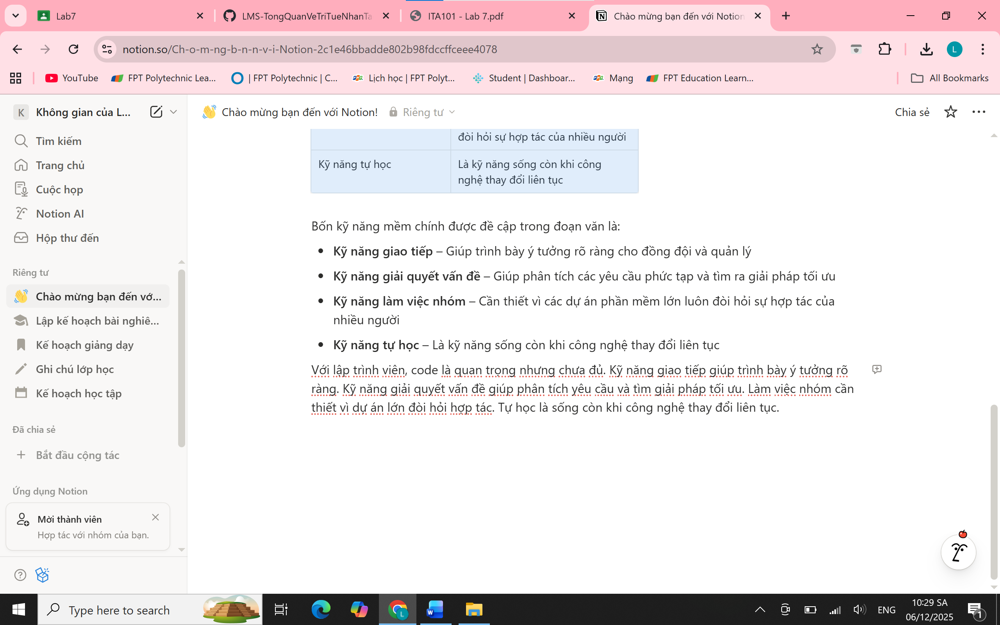 Lab7
LMS-TongQuanVeTriTueNhanTa
ITA101 - Lab 7.pdf
Chào mừng bạn đến với Notion
notion.so/Ch-o-m-ng-b-n-n-v-i-Notion-2c1e46bbadde802b98fdccffceee4078
L
YouTube
FPT Polytechnic Lea...
| FPT Polytechnic | C...
Lịch học | FPT Polyt...
Student | Dashboar...
Mạng
FPT Education Learn...
All Bookmarks
K
Không gian của L...
Chào mừng bạn đến với Notion!
Riêng tư
Chia sẻ
Tìm kiếm
Trang chủ
Cuộc họp
Notion AI
Hộp thư đến
Riêng tư
Chào mừng bạn đến vớ...
Lập kế hoạch bài nghiê...
Kế hoạch giảng dạy
Ghi chú lớp học
Kế hoạch học tập
Đã chia sẻ
Bắt đầu cộng tác
Ứng dụng Notion
Mời thành viên
Hợp tác với nhóm của bạn.
đòi hỏi sự hợp tác của nhiều người
Kỹ năng tự học
Là kỹ năng sống còn khi công
nghệ thay đổi liên tục
Bốn kỹ năng mềm chính được đề cập trong đoạn văn là:
• Kỹ năng giao tiếp – Giúp trình bày ý tưởng rõ ràng cho đồng đội và quản lý
• Kỹ năng giải quyết vấn đề – Giúp phân tích các yêu cầu phức tạp và tìm ra giải pháp tối ưu
• Kỹ năng làm việc nhóm – Cần thiết vì các dự án phần mềm lớn luôn đòi hỏi sự hợp tác của
nhiều người
• Kỹ năng tự học – Là kỹ năng sống còn khi công nghệ thay đổi liên tục
Với lập trình viên, code là quan trọng nhưng chưa đủ. Kỹ năng giao tiếp giúp trình bày ý tưởng rõ
ràng. Kỹ năng giải quyết vấn đề giúp phân tích yêu cầu và tìm giải pháp tối ưu. Làm việc nhóm cần
thiết vì dự án lớn đòi hỏi hợp tác. Tự học là sống còn khi công nghệ thay đổi liên tục.
Type here to search
L
W
ENG
10:29 SA
06/12/2025
1